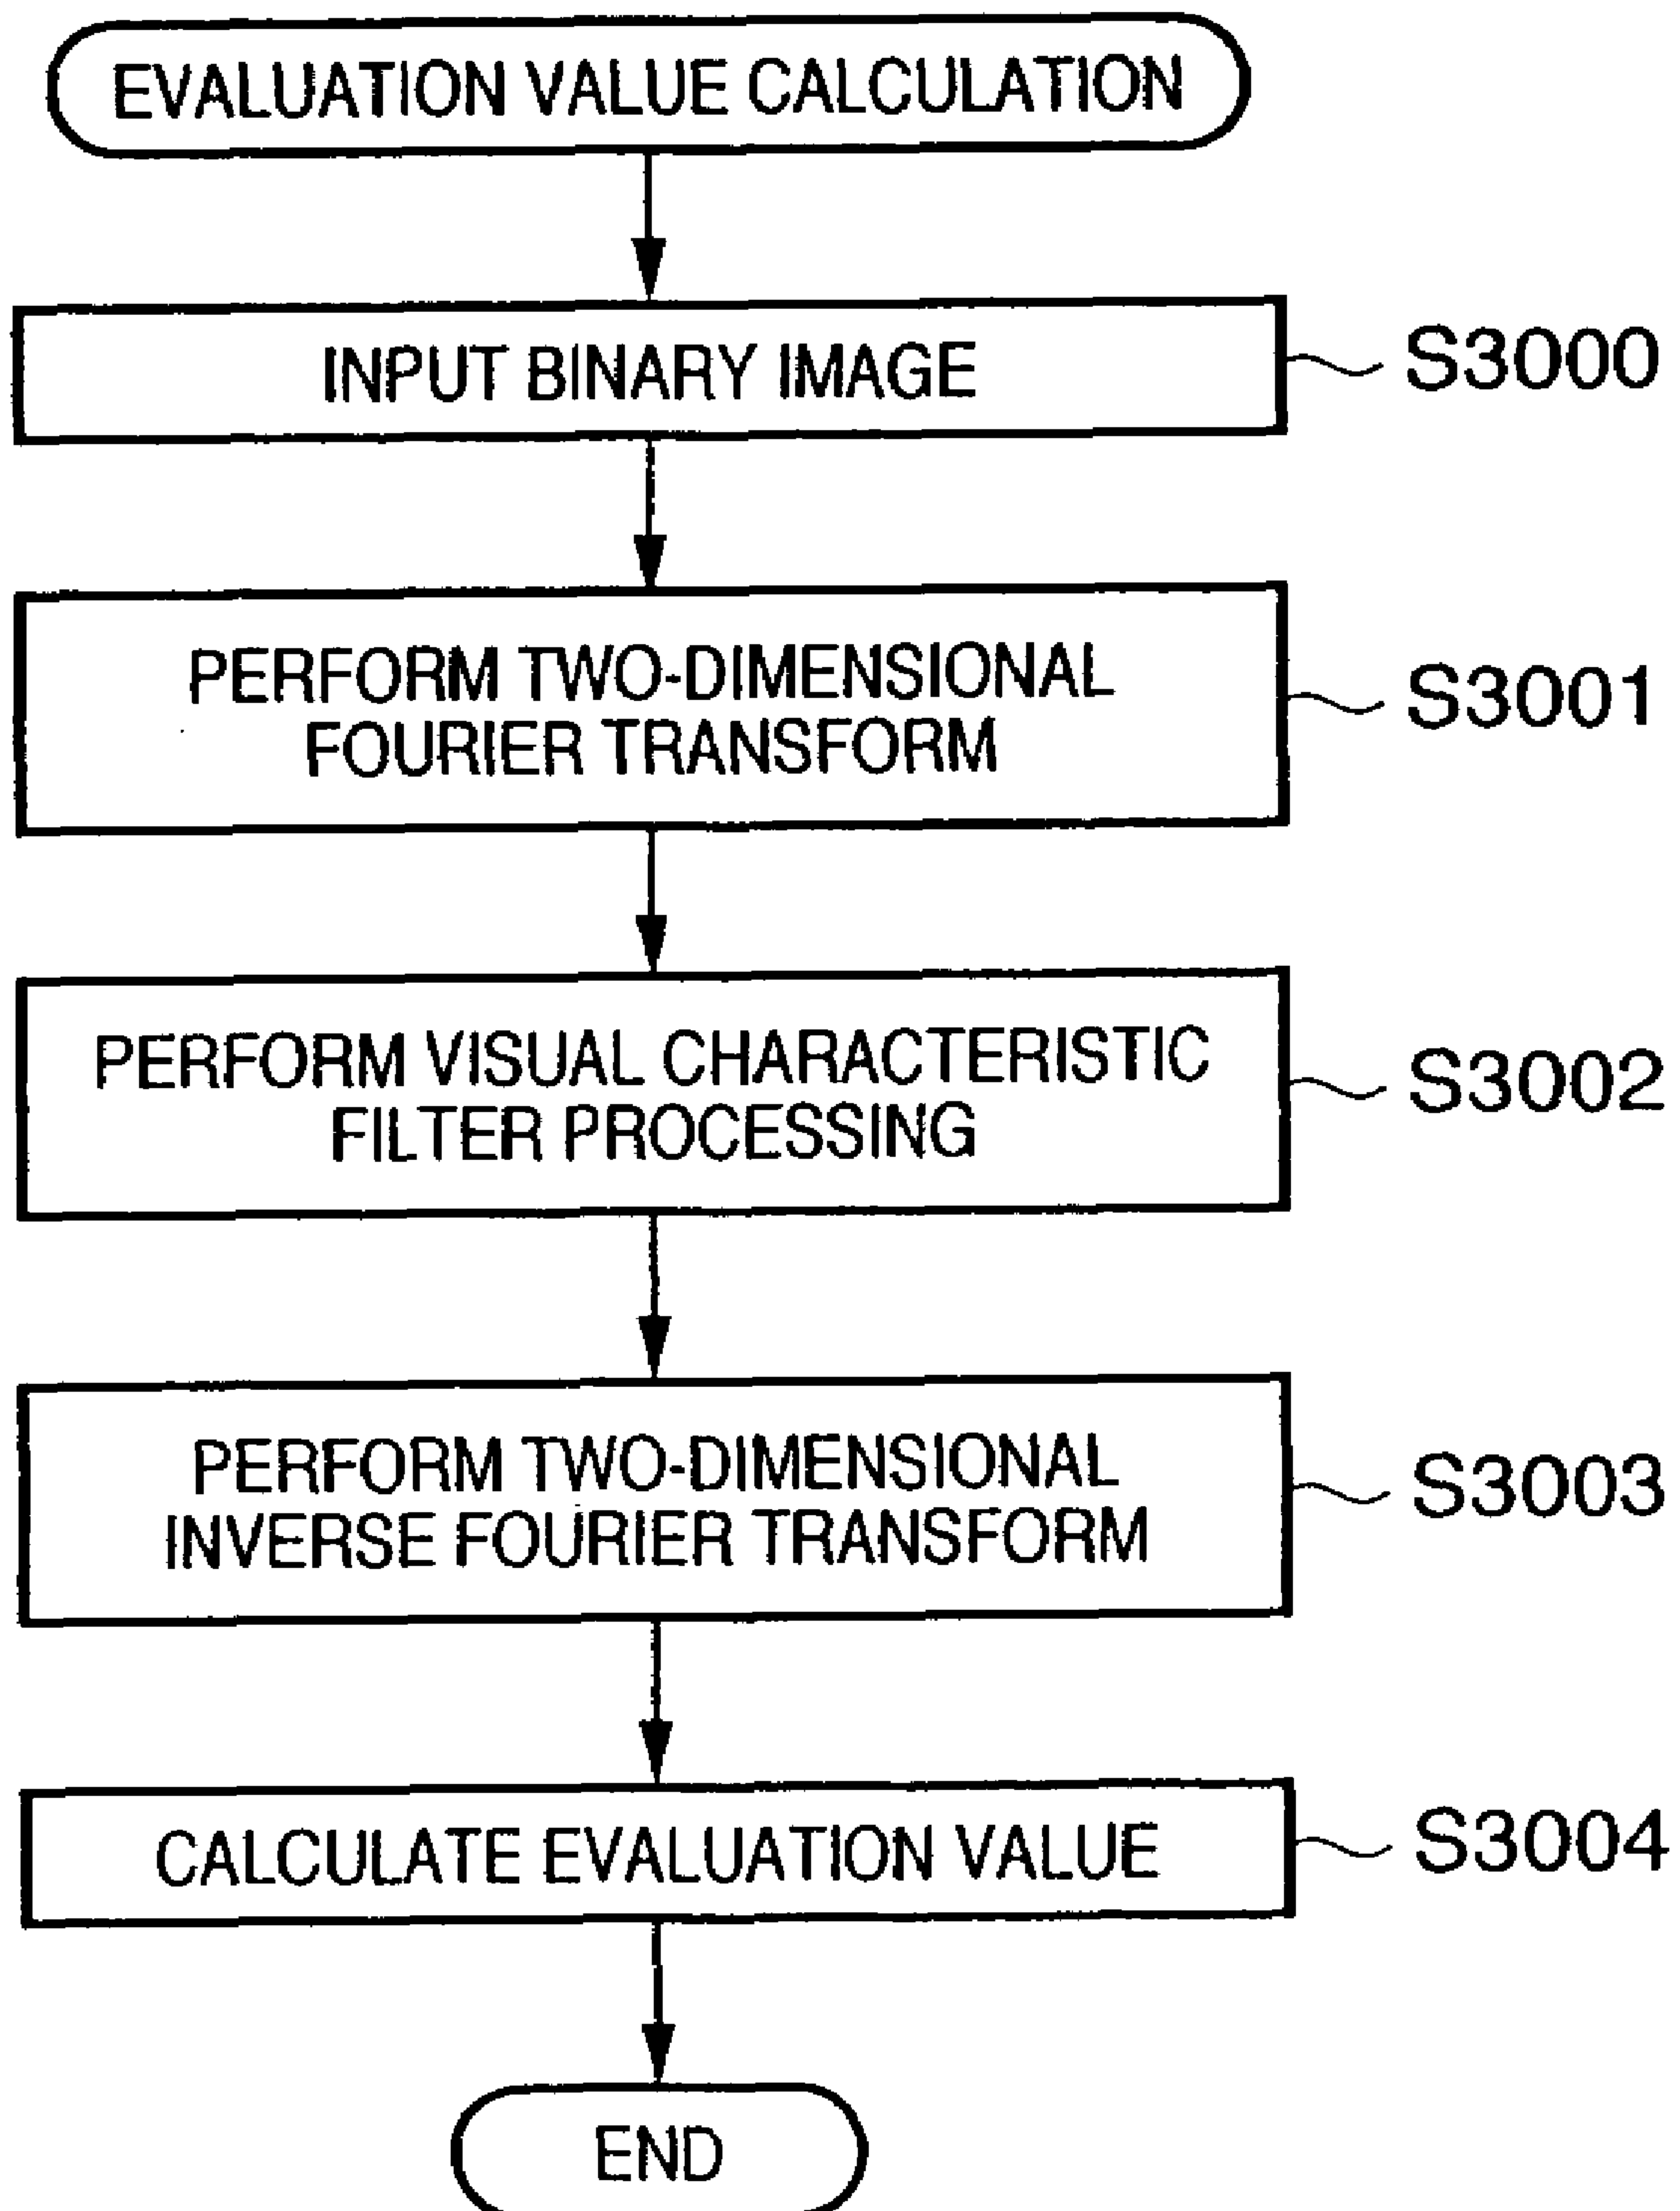 EVALUATION VALUE CALCULATION
INPUT BINARY IMAGE
S3000
PERFORM TWO-DIMENSIONAL
FOURIER TRANSFORM
S3001
PERFORM VISUAL CHARACTERISTIC
FILTER PROCESSING
S3002
PERFORM TWO-DIMENSIONAL
INVERSE FOURIER TRANSFORM
S3003
CALCULATE EVALUATION VALUE
S3004
END